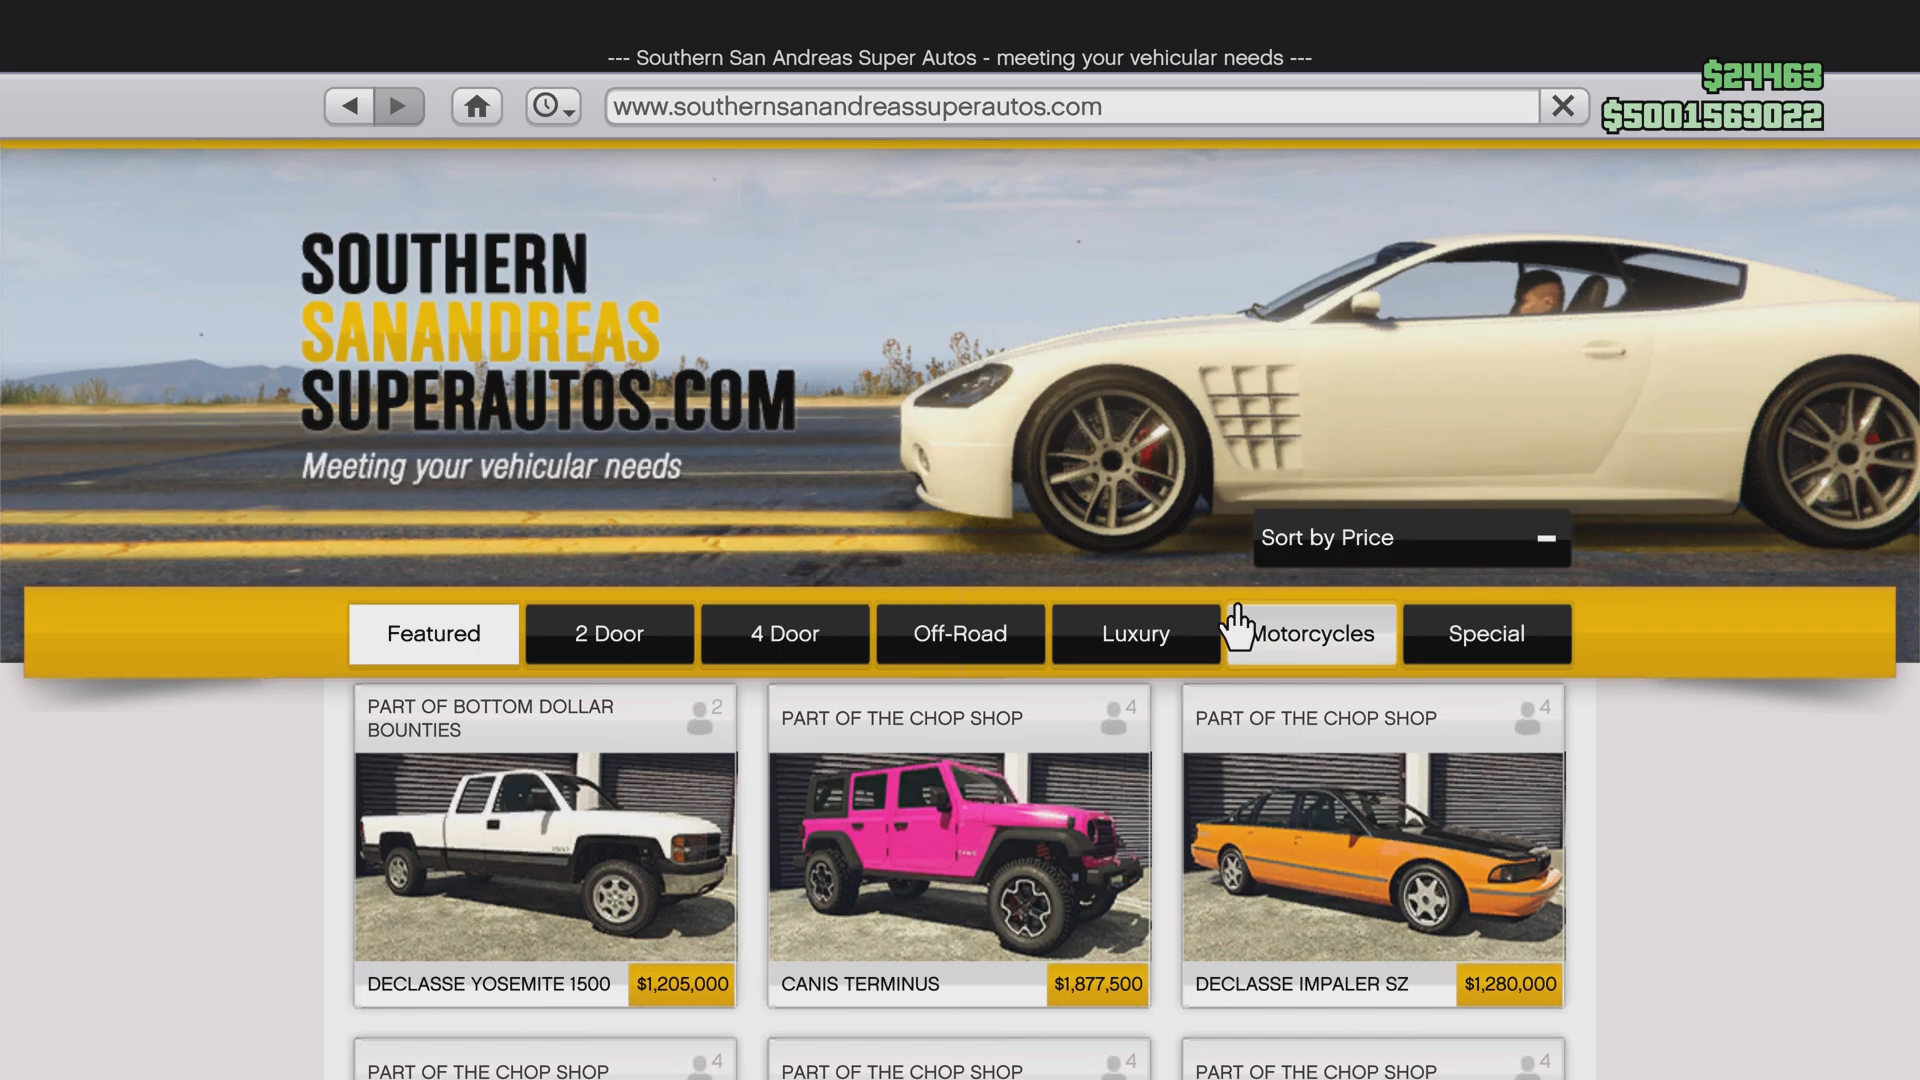 --- Southern San Andreas Super Autos - meeting your vehicular needs ---
$24463
www.southernsanandreassuperautos.com
$5001569022
SOUTHERN
SANANDREAS
SUPERAUTOS.COM
Meeting your vehicular needs
Sort by Price
Featured
2 Door
4 Door
Off-Road
Luxury
Motorcycles
Special
PART OF BOTTOM DOLLAR
BOUNTIES
2
PART OF THE CHOP SHOP
4
PART OF THE CHOP SHOP
4
DECLASSE YOSEMITE 1500
$1,205,000
CANIS TERMINUS
$1,877,500
DECLASSE IMPALER SZ
$1,280,000
PART OF THE CHOP SHOP
4
PART OF THE CHOP SHOP
4
PART OF THE CHOP SHOP
4